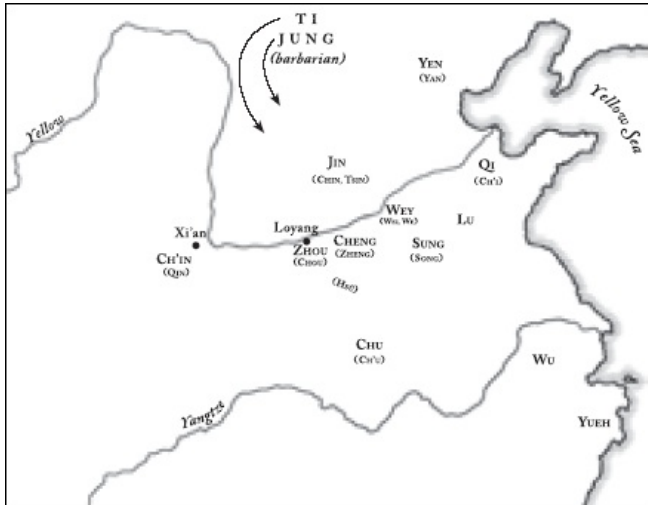 TI
JUNG
(barbarian)
YEN
(YAN)
Yellow Sea
Yellow
JIN
(CHIN, TSIN)
QI
(CH'I)
WEY
(WEI, WE)
LU
Xi'an
Loyang
CH'IN
(QIN)
ZHOU
(CHOU)
CHENG
(ZHENG)
SUNG
(SONG)
CHU
(CH'U)
WU
Yangtze
YUEH